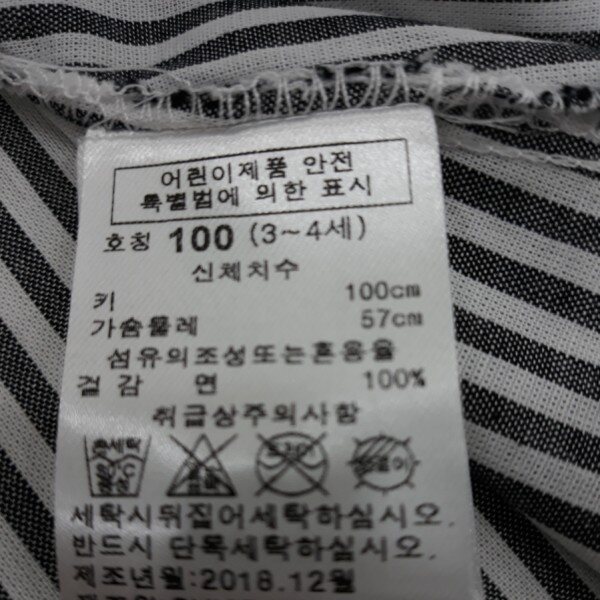 어린이제품 안전
특별법에 의한 표시
호칭 100 (3~4세)
신체치수
키 100cm
가슴둘레 57cm
섬유의조성또는혼용율
겉감 면 100%
취급상주의사항
세탁시뒤집어세탁하십시오.
반드시 단독세탁하십시오.
제조년월:2018.12월